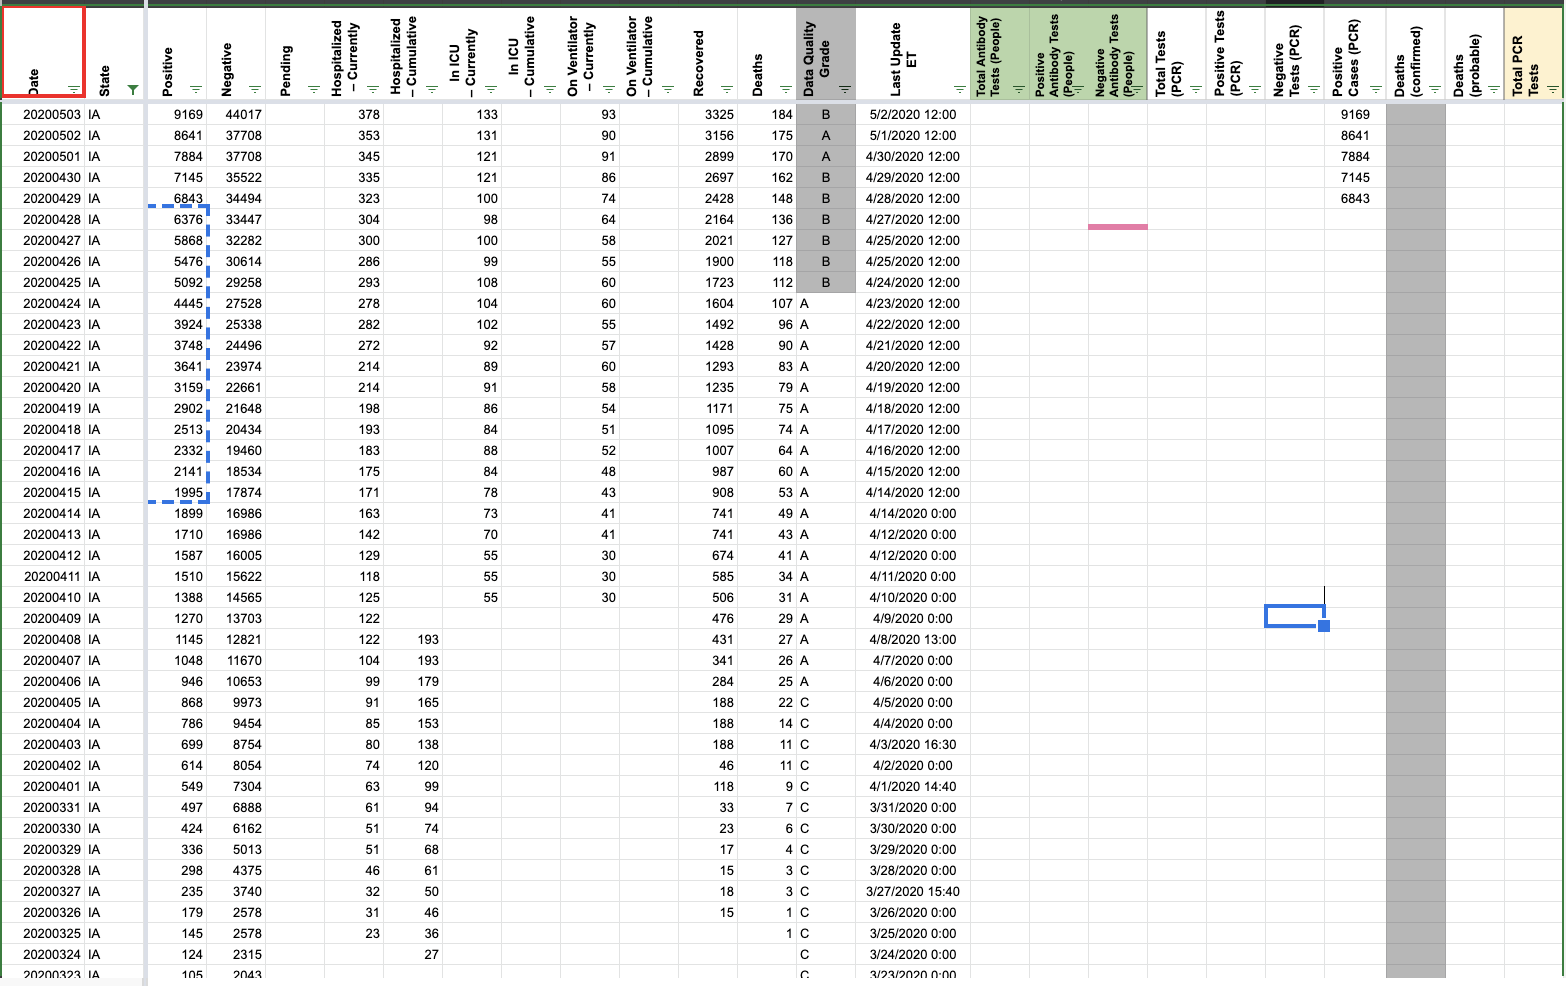 Date State Positive Negative Pending Hospitalized – Currently Hospitalized – Cumulative In ICU – Currently In ICU – Cumulative On Ventilator – Currently On Ventilator – Cumulative Recovered Deaths Data Quality Grade Last Update ET Total Antibody Tests (People) Positive Antibody Tests (People) Negative Antibody Tests (People) Total Tests (PCR) Positive Tests (PCR) Negative Tests (PCR) Positive Cases (PCR) Deaths (confirmed) Deaths (probable) Total PCR Tests
20200503 IA 9169 44017 378 133 93 3325 184 B 5/2/2020 12:00 9169
20200502 IA 8641 37708 353 131 90 3156 175 A 5/1/2020 12:00 8641
20200501 IA 7884 37708 345 121 91 2899 170 A 4/30/2020 12:00 7884
20200430 IA 7145 35522 335 121 86 2697 162 B 4/29/2020 12:00 7145
20200429 IA 6843 34494 323 100 74 2428 148 B 4/28/2020 12:00 6843
20200428 IA 6376 33447 304 98 64 2164 136 B 4/27/2020 12:00
20200427 IA 5868 32282 300 100 58 2021 127 B 4/25/2020 12:00
20200426 IA 5476 30614 286 99 55 1900 118 B 4/25/2020 12:00
20200425 IA 5092 29258 293 108 60 1723 112 B 4/24/2020 12:00
20200424 IA 4445 27528 278 104 60 1604 107 A 4/23/2020 12:00
20200423 IA 3924 25338 282 102 55 1492 96 A 4/22/2020 12:00
20200422 IA 3748 24496 272 92 57 1428 90 A 4/21/2020 12:00
20200421 IA 3641 23974 214 89 60 1293 83 A 4/20/2020 12:00
20200420 IA 3159 22661 214 91 58 1235 79 A 4/19/2020 12:00
20200419 IA 2902 21648 198 86 54 1171 75 A 4/18/2020 12:00
20200418 IA 2513 20434 193 84 51 1095 74 A 4/17/2020 12:00
20200417 IA 2332 19460 183 88 52 1007 64 A 4/16/2020 12:00
20200416 IA 2141 18534 175 84 48 987 60 A 4/15/2020 12:00
20200415 IA 1995 17874 171 78 43 908 53 A 4/14/2020 12:00
20200414 IA 1899 16986 163 73 41 741 49 A 4/14/2020 0:00
20200413 IA 1710 16986 142 70 41 741 43 A 4/12/2020 0:00
20200412 IA 1587 16005 129 55 30 674 41 A 4/12/2020 0:00
20200411 IA 1510 15622 118 55 30 585 34 A 4/11/2020 0:00
20200410 IA 1388 14565 125 55 30 506 31 A 4/10/2020 0:00
20200409 IA 1270 13703 122 476 29 A 4/9/2020 0:00
20200408 IA 1145 12821 122 193 431 27 A 4/8/2020 13:00
20200407 IA 1048 11670 104 193 341 26 A 4/7/2020 0:00
20200406 IA 946 10653 99 179 284 25 A 4/6/2020 0:00
20200405 IA 868 9973 91 165 188 22 C 4/5/2020 0:00
20200404 IA 786 9454 85 153 188 14 C 4/4/2020 0:00
20200403 IA 699 8754 80 138 188 11 C 4/3/2020 16:30
20200402 IA 614 8054 74 120 46 11 C 4/2/2020 0:00
20200401 IA 549 7304 63 99 118 9 C 4/1/2020 14:40
20200331 IA 497 6888 61 94 33 7 C 3/31/2020 0:00
20200330 IA 424 6162 51 74 23 6 C 3/30/2020 0:00
20200329 IA 336 5013 51 68 17 4 C 3/29/2020 0:00
20200328 IA 298 4375 46 61 15 3 C 3/28/2020 0:00
20200327 IA 235 3740 32 50 18 3 C 3/27/2020 15:40
20200326 IA 179 2578 31 46 15 1 C 3/26/2020 0:00
20200325 IA 145 2578 23 36 1 C 3/25/2020 0:00
20200324 IA 124 2315 27 C 3/24/2020 0:00
20200323 IA 105 2043 C 3/23/2020 0:00